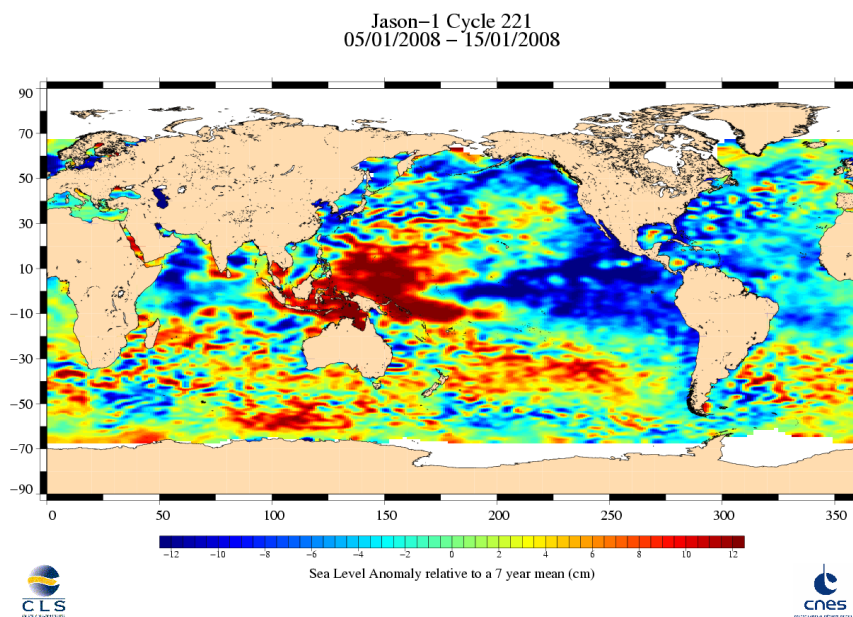 Jason-1 Cycle 221
05/01/2008 - 15/01/2008
90
70
50
30
10
-10
-30
-50
-70
-90
0 50 100 150 200 250 300 350
-12 -10 -8 -6 -4 -2 0 2 4 6 8 10 12
Sea Level Anomaly relative to a 7 year mean (cm)
CLS
cnes